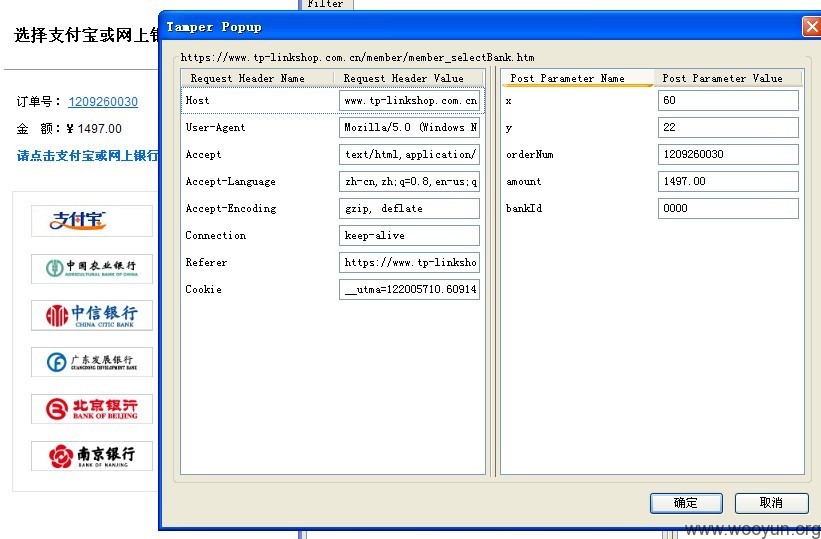 Filter
选择支付宝或网上银
订单号： 1209260030
金 额：¥ 1497.00
请点击支付宝或网上银行
支付宝
中国农业银行
AGRICULTURAL BANK OF CHINA
中信银行
CHINA CITIC BANK
广东发展银行
GUANGDONG DEVELOPMENT BANK
北京银行
BANK OF BEIJING
南京银行
BANK OF NANJING
Tamper Popup
https://www.tp-linkshop.com.cn/member/member_selectBank.htm
Request Header Name Request Header Value
Host www.tp-linkshop.com.cn
User-Agent Mozilla/5.0 (Windows N
Accept text/html,application/
Accept-Language zh-cn,zh;q=0.8,en-us;q
Accept-Encoding gzip, deflate
Connection keep-alive
Referer https://www.tp-linksho
Cookie __utma=122005710.60914
Post Parameter Name Post Parameter Value
x 60
y 22
orderNum 1209260030
amount 1497.00
bankId 0000
确定 取消
www.wooyun.org